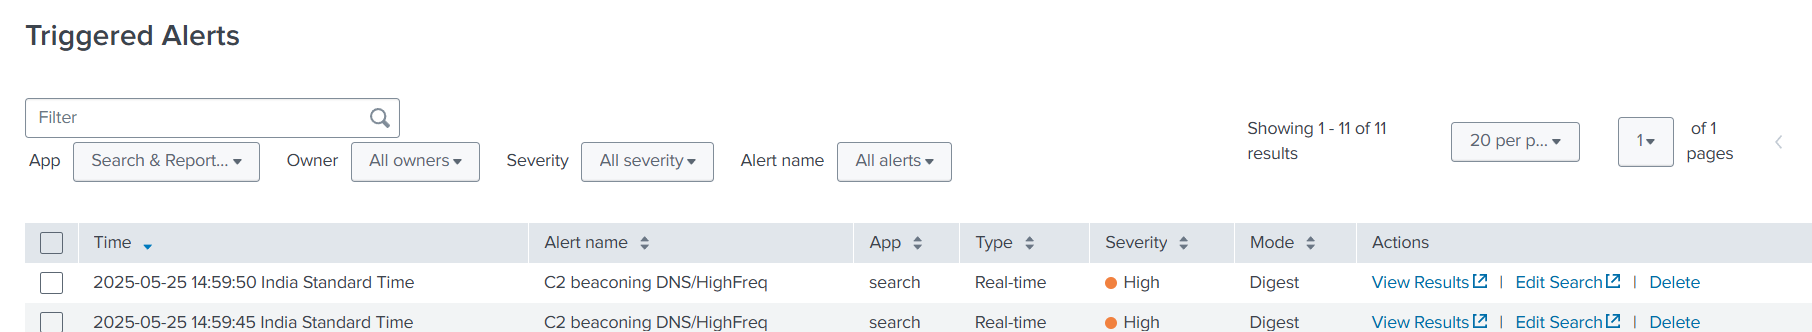 Triggered Alerts
Filter
Showing 1 - 11 of 11
results
20 per p...
1
of 1
pages
App
Search & Report...
Owner
All owners
Severity
All severity
Alert name
All alerts
Time Alert name App Type Severity Mode Actions
2025-05-25 14:59:50 India Standard Time C2 beaconing DNS/HighFreq search Real-time High Digest View Results | Edit Search | Delete
2025-05-25 14:59:45 India Standard Time C2 beaconing DNS/HighFreq search Real-time High Digest View Results | Edit Search | Delete